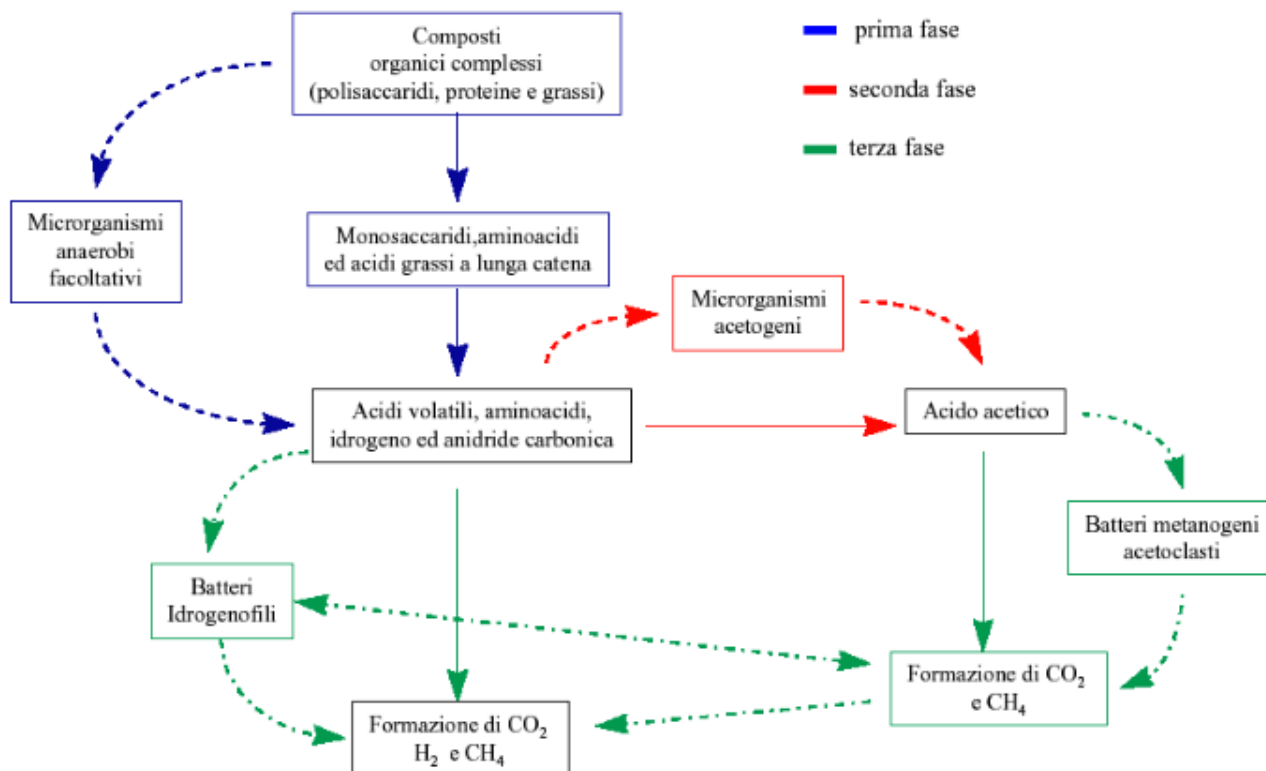 Composti
organici complessi
(polisaccaridi, proteine e grassi)
prima fase
seconda fase
terza fase
Microrganismi
anaerobi
facoltativi
Monosaccaridi,aminoacidi
ed acidi grassi a lunga catena
Microrganismi
acetogeni
Acidi volatili, aminoacidi,
idrogeno ed anidride carbonica
Acido acetico
Batteri metanogeni
acetoclasti
Batteri
Idrogenofili
Formazione di CO₂
e CH₄
Formazione di CO₂
H₂ e CH₄